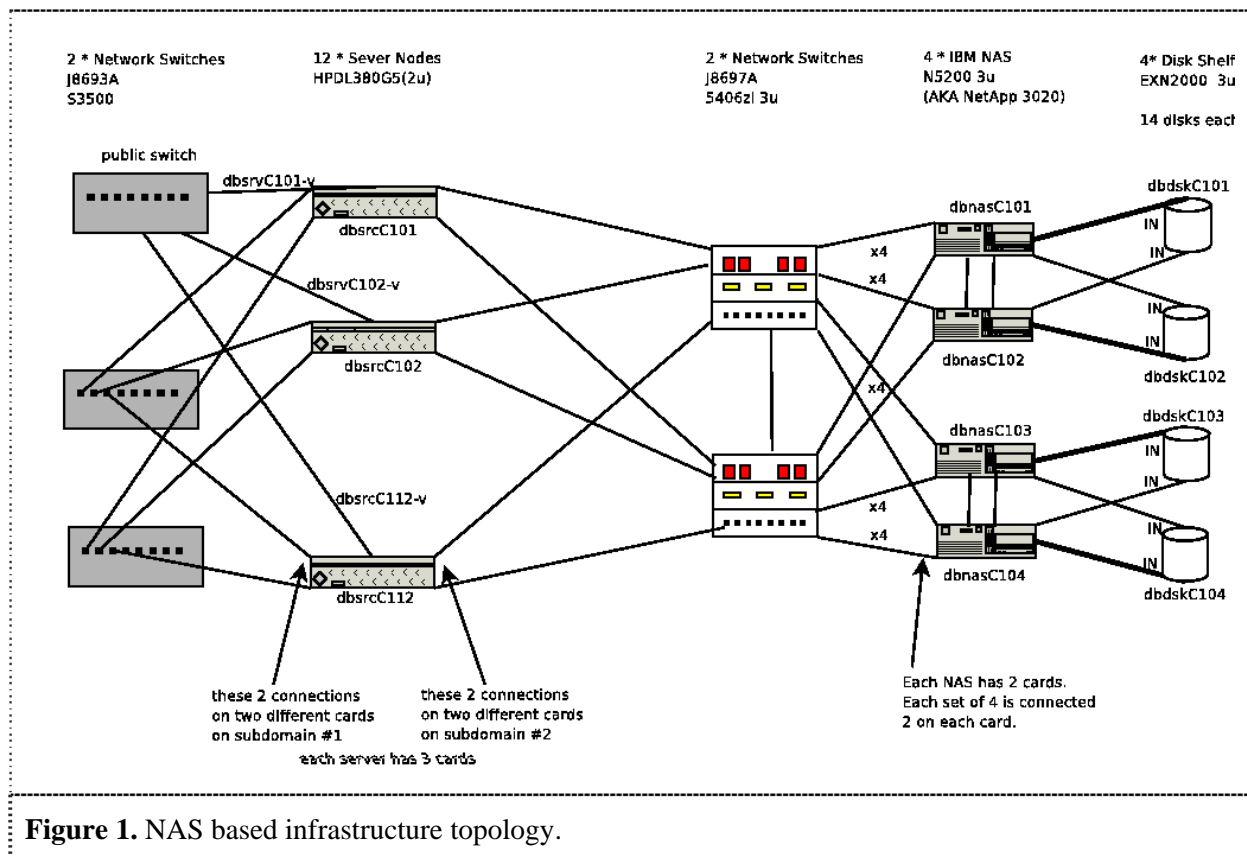 2 * Network Switches
J8693A
S3500
12 * Sever Nodes
HPDL380G5(2u)
2 * Network Switches
J8697A
5406zl 3u
4 * IBM NAS
N5200 3u
(AKA NetApp 3020)
4* Disk Shelf
EXN2000 3u
14 disks each
public switch
dbsrvC101-v
dbsrcC101
dbsrvC102-v
dbsrcC102
dbsrcC112-v
dbsrcC112
x4
x4
x4
x4
x4
dbnasC101
dbnasC102
dbnasC103
dbnasC104
dbdskC101
IN
IN
IN
IN
dbdskC102
dbdskC103
IN
IN
IN
IN
dbdskC104
these 2 connections
on two different cards
on subdomain #1
these 2 connections
on two different cards
on subdomain #2
each server has 3 cards
Each NAS has 2 cards.
Each set of 4 is connected
2 on each card.
Figure 1. NAS based infrastructure topology.